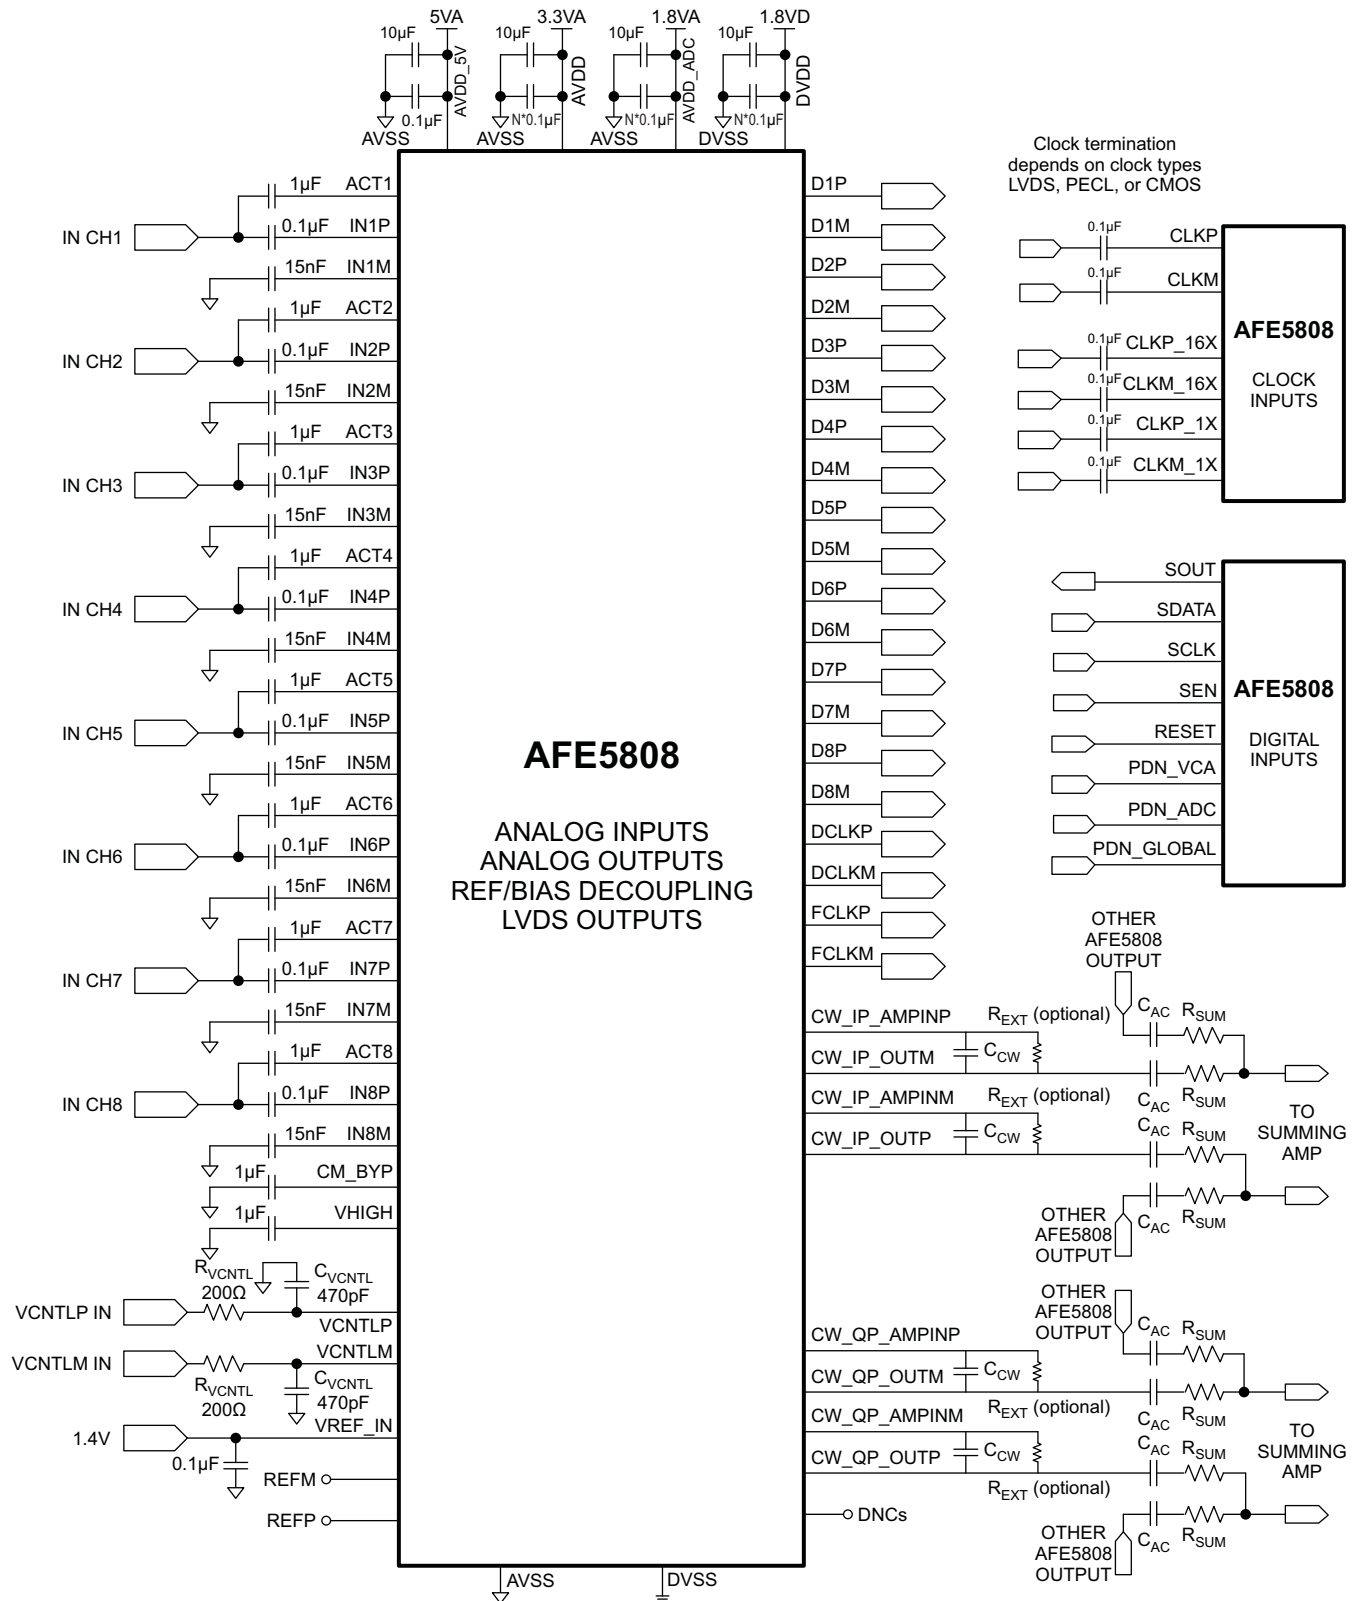 5VA
3.3VA
1.8VA
1.8VD
10µF
10µF
10µF
10µF
AVDD_5V
AVDD
AVDD_ADC
DVDD
0.1µF
N*0.1µF
N*0.1µF
N*0.1µF
AVSS
AVSS
AVSS
DVSS
IN CH1
1µF ACT1
0.1µF IN1P
15nF IN1M
IN CH2
1µF ACT2
0.1µF IN2P
15nF IN2M
IN CH3
1µF ACT3
0.1µF IN3P
15nF IN3M
IN CH4
1µF ACT4
0.1µF IN4P
15nF IN4M
IN CH5
1µF ACT5
0.1µF IN5P
15nF IN5M
IN CH6
1µF ACT6
0.1µF IN6P
15nF IN6M
IN CH7
1µF ACT7
0.1µF IN7P
15nF IN7M
IN CH8
1µF ACT8
0.1µF IN8P
15nF IN8M
1µF CM_BYP
1µF VHIGH
RVCNTL
200Ω
CVCNTL
470pF
VCNTLP IN
VCNTLP
VCNTLM IN
VCNTLM
RVCNTL
200Ω
CVCNTL
470pF
1.4V
VREF_IN
0.1µF
REFM
REFP
AFE5808
ANALOG INPUTS
ANALOG OUTPUTS
REF/BIAS DECOUPLING
LVDS OUTPUTS
AVSS
DVSS
D1P
D1M
D2P
D2M
D3P
D3M
D4P
D4M
D5P
D5M
D6P
D6M
D7P
D7M
D8P
D8M
DCLKP
DCLKM
FCLKP
FCLKM
CW_IP_AMPINP
REXT (optional)
CW_IP_OUTM
CCW
CW_IP_AMPINM
REXT (optional)
CW_IP_OUTP
CCW
OTHER
AFE5808
OUTPUT
CAC RSUM
CAC RSUM
TO
SUMMING
AMP
CAC RSUM
CAC RSUM
OTHER
AFE5808
OUTPUT
CW_QP_AMPINP
CW_QP_OUTM
CCW
REXT (optional)
CW_QP_AMPINM
CW_QP_OUTP
CCW
REXT (optional)
OTHER
AFE5808
OUTPUT
CAC RSUM
CAC RSUM
TO
SUMMING
AMP
CAC RSUM
CAC RSUM
OTHER
AFE5808
OUTPUT
DNCs
Clock termination
depends on clock types
LVDS, PECL, or CMOS
0.1µF CLKP
0.1µF CLKM
0.1µF CLKP_16X
0.1µF CLKM_16X
0.1µF CLKP_1X
0.1µF CLKM_1X
AFE5808
CLOCK
INPUTS
SOUT
SDATA
SCLK
SEN
RESET
PDN_VCA
PDN_ADC
PDN_GLOBAL
AFE5808
DIGITAL
INPUTS